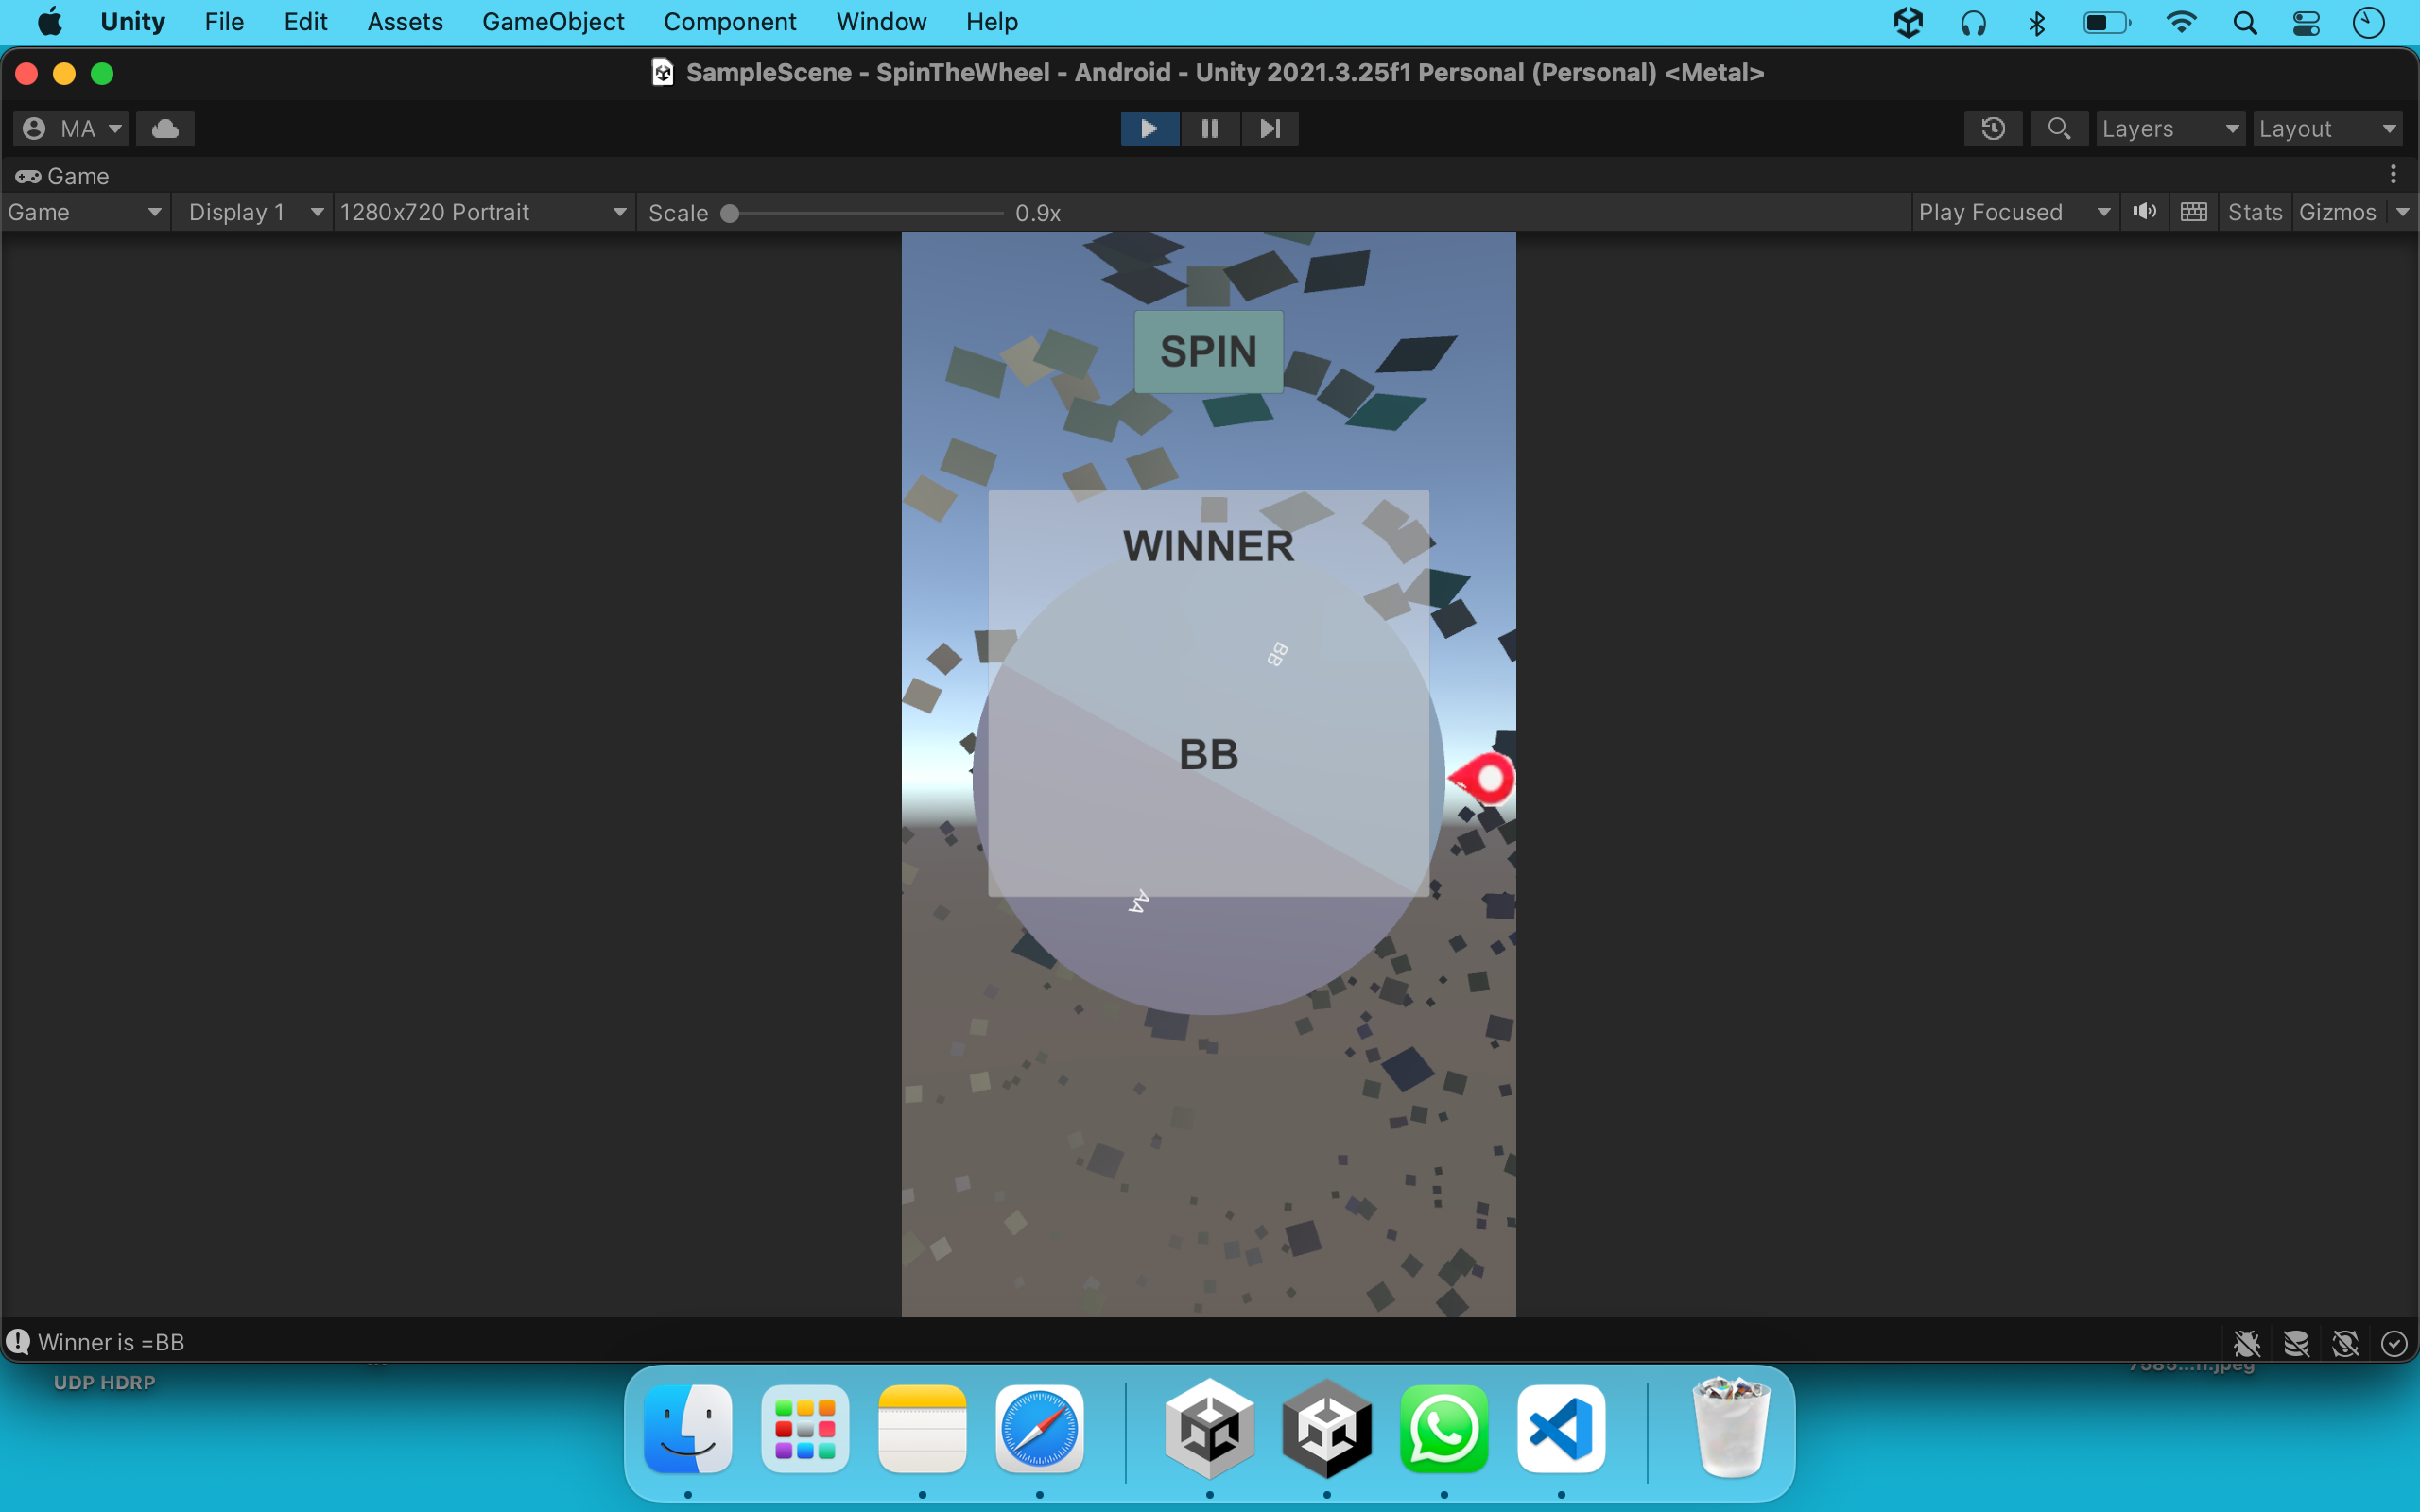 Unity File Edit Assets GameObject Component Window Help
SampleScene - SpinTheWheel - Android - Unity 2021.3.25f1 Personal (Personal) <Metal>
MA Layers Layout
Game
Game Display 1 1280x720 Portrait Scale 0.9x Play Focused Stats Gizmos
SPIN
WINNER
BB
BB
AA
Winner is =BB
UDP HDRP